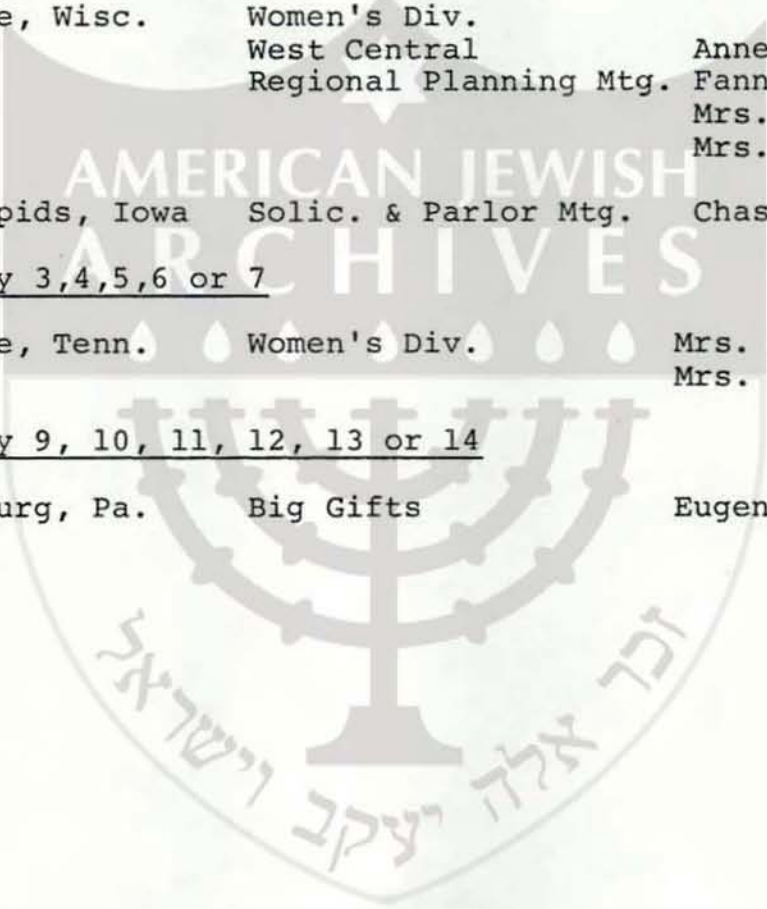 e, Wisc. Women's Div.
West Central Anne
Regional Planning Mtg. Fann
Mrs.
Mrs.
AMERICAN JEWISH
ARCHIVES
pids, Iowa Solic. & Parlor Mtg. Chas
y 3,4,5,6 or 7
e, Tenn. Women's Div. Mrs.
Mrs.
y 9, 10, 11, 12, 13 or 14
urg, Pa. Big Gifts Eugen
זכר אלה יעקב וישראל